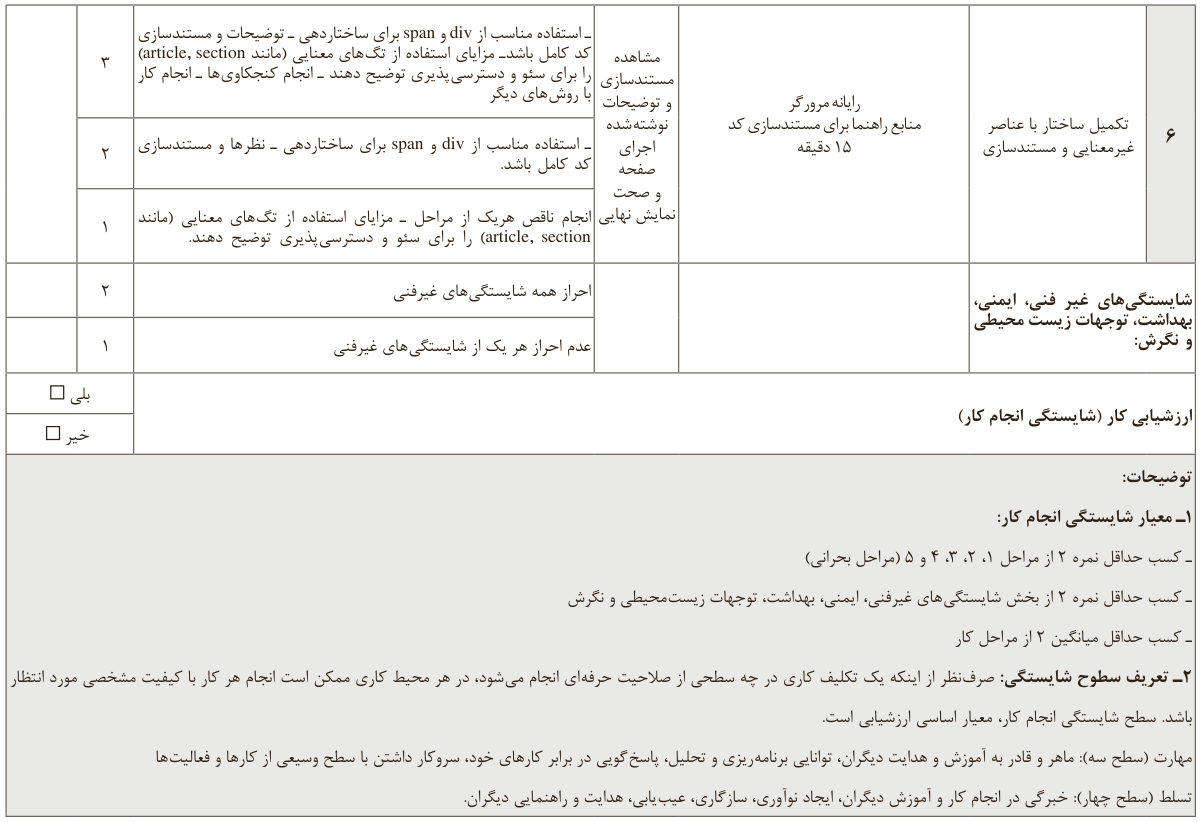 ۶
تکمیل ساختار با عناصر
غیرمعنایی و مستندسازی
رایانه مرورگر
منابع راهنما برای مستندسازی کد
۱۵ دقیقه
مشاهده
مستندسازی
و توضیحات
نوشته‌شده
اجرای
صفحه
و صحت
نمایش نهایی
ـ استفاده مناسب از div و span برای ساختاردهی ـ توضیحات و مستندسازی
کد کامل باشدـ مزایای استفاده از تگ‌های معنایی (مانند article, section)
را برای سئو و دسترسی‌پذیری توضیح دهند ـ انجام کنجکاوی‌ها ـ انجام کار
با روش‌های دیگر
۳
ـ استفاده مناسب از div و span برای ساختاردهی ـ نظرها و مستندسازی
کد کامل باشد.
۲
انجام ناقص هریک از مراحل ـ مزایای استفاده از تگ‌های معنایی (مانند
article, section) را برای سئو و دسترسی‌پذیری توضیح دهند.
۱
شایستگی‌های غیر فنی، ایمنی،
بهداشت، توجهات زیست محیطی
و نگرش:
احراز همه شایستگی‌های غیرفنی
۲
عدم احراز هر یک از شایستگی‌های غیرفنی
۱
ارزشیابی کار (شایستگی انجام کار)
بلی □
خیر □
توضیحات:
۱ـ معیار شایستگی انجام کار:
ـ کسب حداقل نمره ۲ از مراحل ۱، ۲، ۳، ۴ و ۵ (مراحل بحرانی)
ـ کسب حداقل نمره ۲ از بخش شایستگی‌های غیرفنی، ایمنی، بهداشت، توجهات زیست‌محیطی و نگرش
ـ کسب حداقل میانگین ۲ از مراحل کار
۲ـ تعریف سطوح شایستگی: صرف‌نظر از اینکه یک تکلیف کاری در چه سطحی از صلاحیت حرفه‌ای انجام می‌شود، در هر محیط کاری ممکن است انجام هر کار با کیفیت مشخصی مورد انتظار
باشد. سطح شایستگی انجام کار، معیار اساسی ارزشیابی است.
مهارت (سطح سه): ماهر و قادر به آموزش و هدایت دیگران، توانایی برنامه‌ریزی و تحلیل، پاسخ‌گویی در برابر کارهای خود، سروکار داشتن با سطح وسیعی از کارها و فعالیت‌ها
تسلط (سطح چهار): خبرگی در انجام کار و آموزش دیگران، ایجاد نوآوری، سازگاری، عیب‌یابی، هدایت و راهنمایی دیگران.